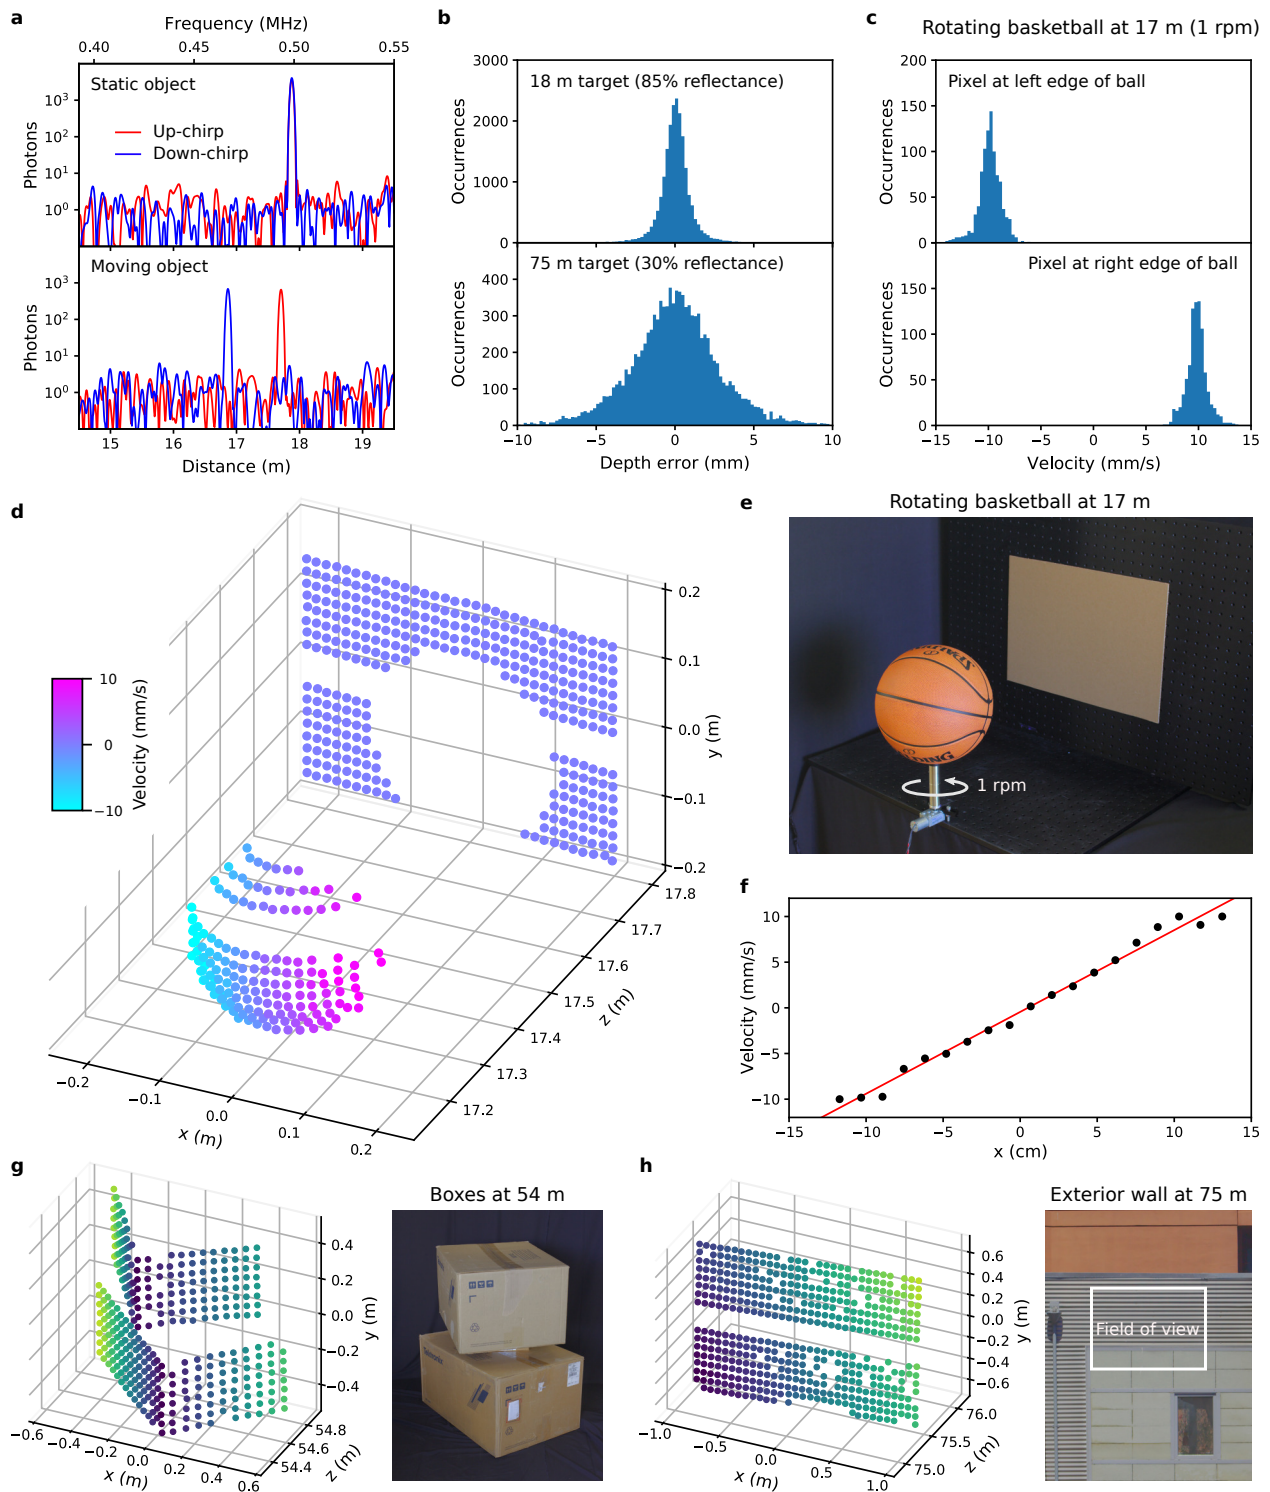 a
Frequency (MHz)
0.40 0.45 0.50 0.55
Static object
Up-chirp
Down-chirp
Photons
10³
10²
10¹
10⁰
Moving object
Photons
10³
10²
10¹
10⁰
15 16 17 18 19
Distance (m)
b
18 m target (85% reflectance)
Occurrences
3000
2000
1000
0
75 m target (30% reflectance)
Occurrences
400
300
200
100
0
−10 −5 0 5 10
Depth error (mm)
c
Rotating basketball at 17 m (1 rpm)
Pixel at left edge of ball
Occurrences
200
150
100
50
0
Pixel at right edge of ball
Occurrences
150
100
50
0
−15 −10 −5 0 5 10 15
Velocity (mm/s)
d
10
0
−10
Velocity (mm/s)
0.2
0.1
0.0
−0.1
−0.2
y (m)
17.8
17.7
17.6
17.5
17.4
17.3
17.2
z (m)
−0.2
−0.1
0.0
0.1
0.2
x (m)
e
Rotating basketball at 17 m
SPALDING
1 rpm
f
Velocity (mm/s)
10
5
0
−5
−10
−15 −10 −5 0 5 10 15
x (cm)
g
Boxes at 54 m
0.4
0.2
0.0
−0.2
−0.4
y (m)
54.8
54.6
54.4
z (m)
−0.6 −0.4 −0.2 0.0 0.2 0.4 0.6
x (m)
h
Exterior wall at 75 m
0.6
0.4
0.2
0.0
−0.2
−0.4
−0.6
y (m)
76.0
75.5
75.0
z (m)
−1.0 −0.5 0.0 0.5 1.0
x (m)
Field of view